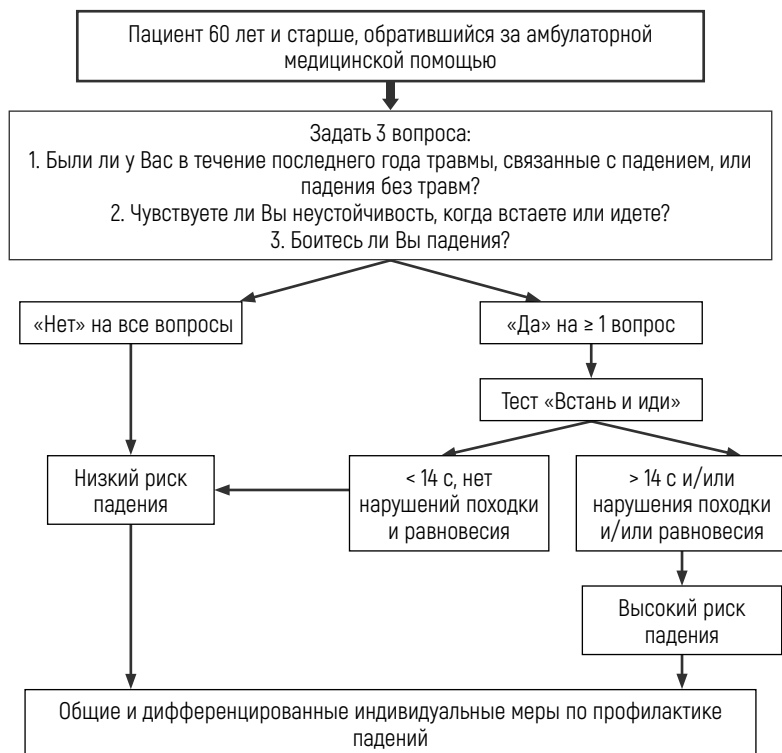 Пациент 60 лет и старше, обратившийся за амбулаторной
медицинской помощью
Задать 3 вопроса:
1. Были ли у Вас в течение последнего года травмы, связанные с падением, или
падения без травм?
2. Чувствуете ли Вы неустойчивость, когда встаете или идете?
3. Боитесь ли Вы падения?
«Нет» на все вопросы
«Да» на ≥ 1 вопрос
Тест «Встань и иди»
Низкий риск
падения
< 14 с, нет
нарушений походки
и равновесия
> 14 с и/или
нарушения походки
и/или равновесия
Высокий риск
падения
Общие и дифференцированные индивидуальные меры по профилактике
падений